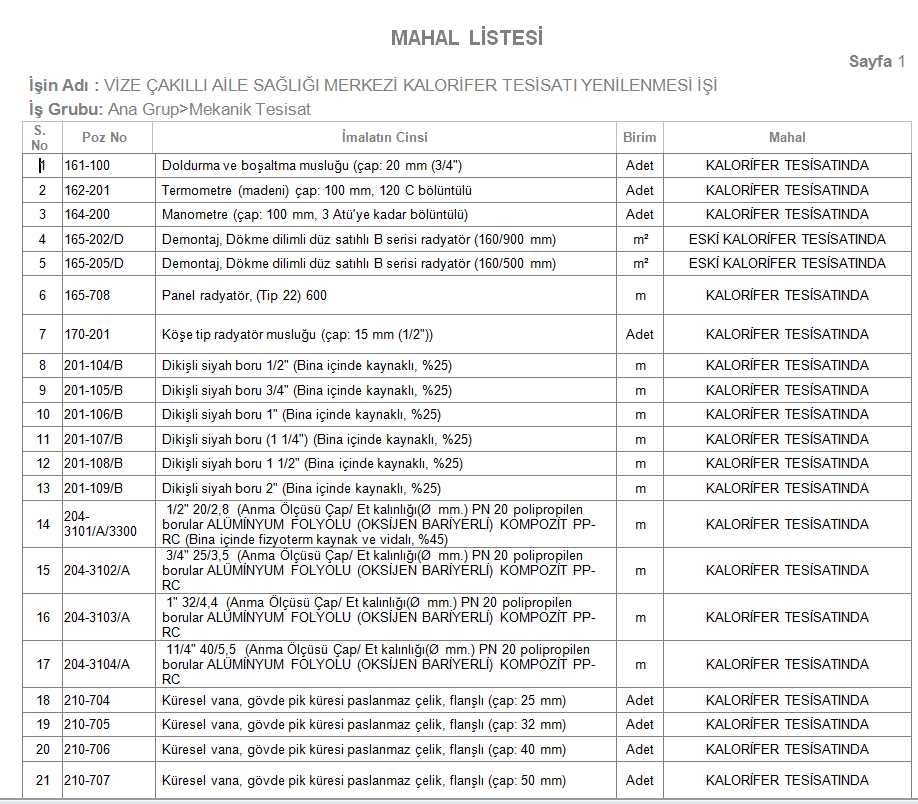 MAHAL LİSTESİ
Sayfa 1
İşin Adı : VİZE ÇAKILLI AİLE SAĞLIĞI MERKEZİ KALORİFER TESİSATI YENİLENMESİ İŞİ
İş Grubu: Ana Grup>Mekanik Tesisat
S. No Poz No İmalatın Cinsi Birim Mahal
1 161-100 Doldurma ve boşaltma musluğu (çap: 20 mm (3/4") Adet KALORİFER TESİSATINDA
2 162-201 Termometre (madeni) çap: 100 mm, 120 C bölüntülü Adet KALORİFER TESİSATINDA
3 164-200 Manometre (çap: 100 mm, 3 Atü'ye kadar bölüntülü) Adet KALORİFER TESİSATINDA
4 165-202/D Demontaj, Dökme dilimli düz satıhlı B serisi radyatör (160/900 mm) m² ESKİ KALORİFER TESİSATINDA
5 165-205/D Demontaj, Dökme dilimli düz satıhlı B serisi radyatör (160/500 mm) m² ESKİ KALORİFER TESİSATINDA
6 165-708 Panel radyatör, (Tip 22) 600 m KALORİFER TESİSATINDA
7 170-201 Köşe tip radyatör musluğu (çap: 15 mm (1/2")) Adet KALORİFER TESİSATINDA
8 201-104/B Dikişli siyah boru 1/2" (Bina içinde kaynaklı, %25) m KALORİFER TESİSATINDA
9 201-105/B Dikişli siyah boru 3/4" (Bina içinde kaynaklı, %25) m KALORİFER TESİSATINDA
10 201-106/B Dikişli siyah boru 1" (Bina içinde kaynaklı, %25) m KALORİFER TESİSATINDA
11 201-107/B Dikişli siyah boru (1 1/4") (Bina içinde kaynaklı, %25) m KALORİFER TESİSATINDA
12 201-108/B Dikişli siyah boru 1 1/2" (Bina içinde kaynaklı, %25) m KALORİFER TESİSATINDA
13 201-109/B Dikişli siyah boru 2" (Bina içinde kaynaklı, %25) m KALORİFER TESİSATINDA
14 204-3101/A/3300 1/2" 20/2,8 (Anma Ölçüsü Çap/ Et kalınlığı(Ø mm.) PN 20 polipropilen
borular ALÜMİNYUM FOLYOLU (OKSİJEN BARİYERLİ) KOMPOZİT PP-
RC (Bina içinde fizyoterm kaynak ve vidalı, %45) m KALORİFER TESİSATINDA
15 204-3102/A 3/4" 25/3,5 (Anma Ölçüsü Çap/ Et kalınlığı(Ø mm.) PN 20 polipropilen
borular ALÜMİNYUM FOLYOLU (OKSİJEN BARİYERLİ) KOMPOZİT PP-
RC m KALORİFER TESİSATINDA
16 204-3103/A 1" 32/4,4 (Anma Ölçüsü Çap/ Et kalınlığı(Ø mm.) PN 20 polipropilen
borular ALÜMİNYUM FOLYOLU (OKSİJEN BARİYERLİ) KOMPOZİT PP-
RC m KALORİFER TESİSATINDA
17 204-3104/A 11/4" 40/5,5 (Anma Ölçüsü Çap/ Et kalınlığı(Ø mm.) PN 20 polipropilen
borular ALÜMİNYUM FOLYOLU (OKSİJEN BARİYERLİ) KOMPOZİT PP-
RC m KALORİFER TESİSATINDA
18 210-704 Küresel vana, gövde pik küresi paslanmaz çelik, flanşlı (çap: 25 mm) Adet KALORİFER TESİSATINDA
19 210-705 Küresel vana, gövde pik küresi paslanmaz çelik, flanşlı (çap: 32 mm) Adet KALORİFER TESİSATINDA
20 210-706 Küresel vana, gövde pik küresi paslanmaz çelik, flanşlı (çap: 40 mm) Adet KALORİFER TESİSATINDA
21 210-707 Küresel vana, gövde pik küresi paslanmaz çelik, flanşlı (çap: 50 mm) Adet KALORİFER TESİSATINDA